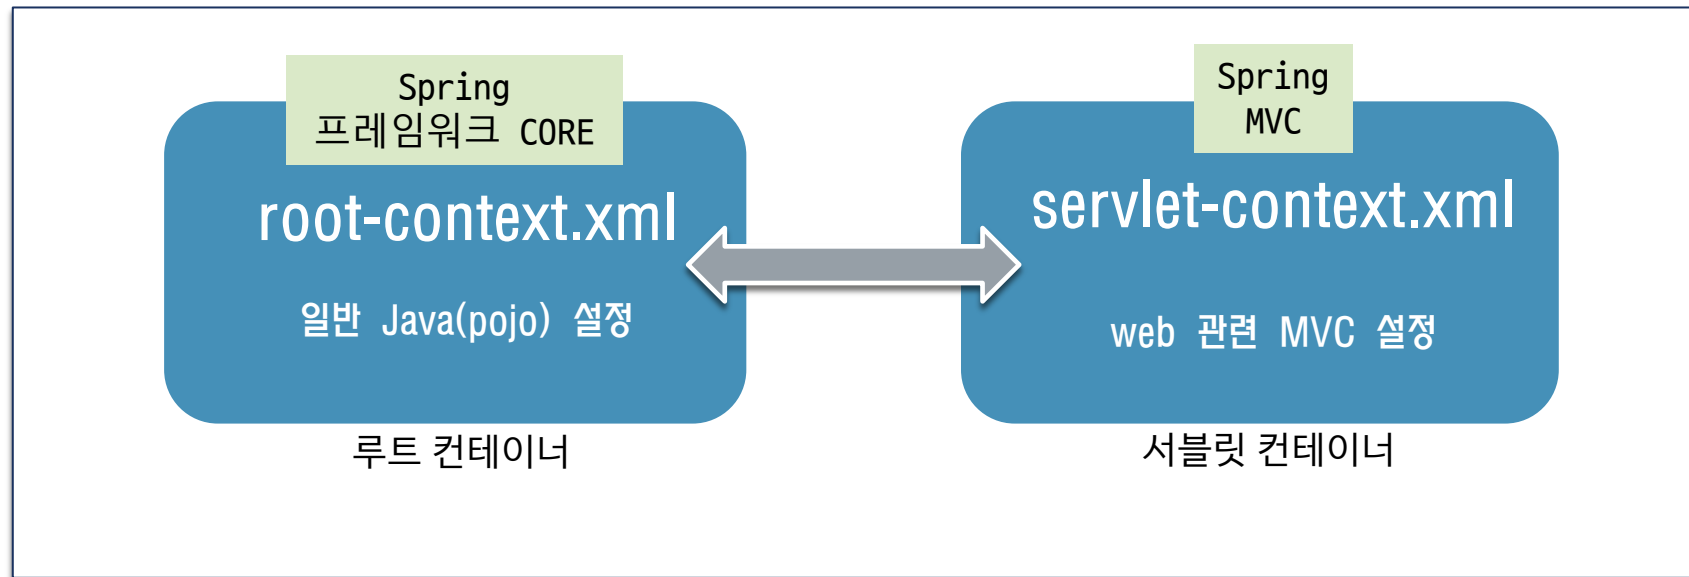 Spring
프레임워크 CORE
root-context.xml
일반 Java(pojo) 설정
루트 컨테이너
Spring
MVC
servlet-context.xml
web 관련 MVC 설정
서블릿 컨테이너